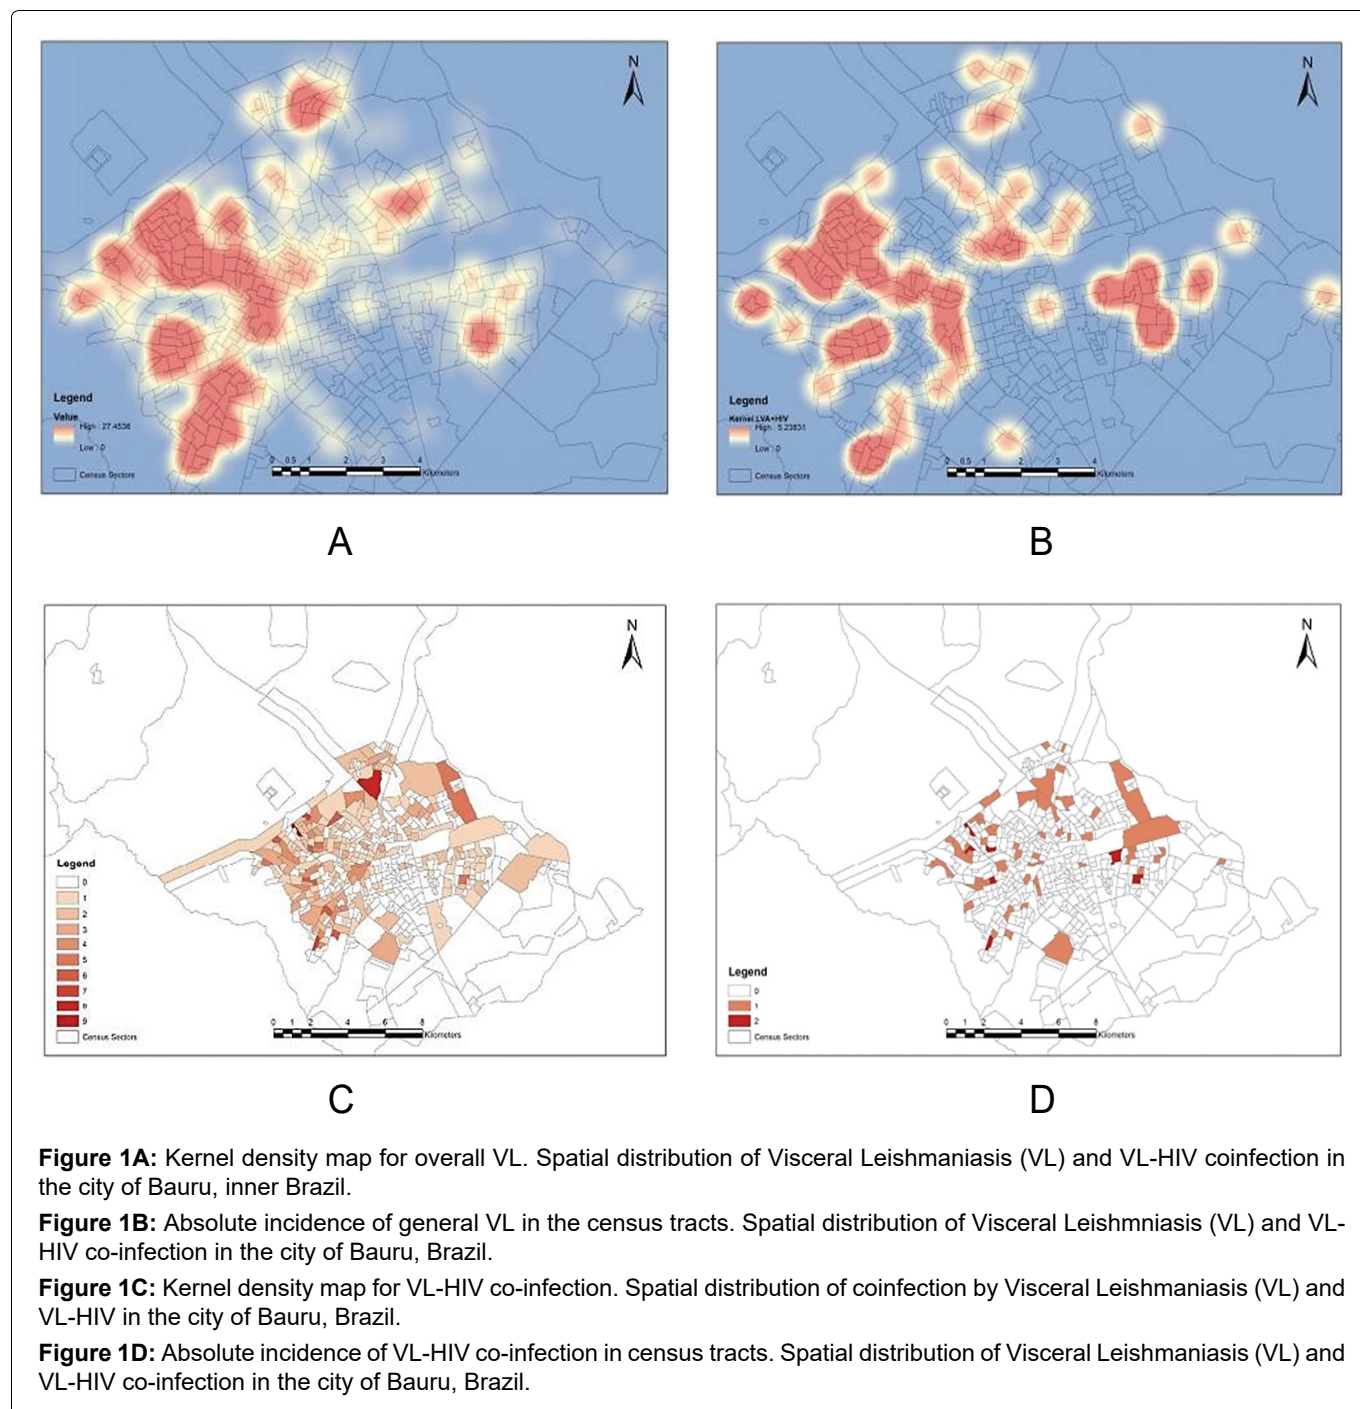 N
Legend
Value
High : 27.4536
Low : 0
Census Sectors
0 0.5 1 2 3 4
Kilometers
N
Legend
Kernel LVA+HIV
High : 5.23831
Low : 0
Census Sectors
0 0.5 1 2 3 4
Kilometers
A
B
N
Legend
0
1
2
3
4
5
6
7
9
Census Sectors
0 1 2 4 6 8
Kilometers
N
Legend
0
1
2
Census Sectors
0 1 2 4 6 8
Kilometers
C
D
Figure 1A: Kernel density map for overall VL. Spatial distribution of Visceral Leishmaniasis (VL) and VL-HIV coinfection in
the city of Bauru, inner Brazil.
Figure 1B: Absolute incidence of general VL in the census tracts. Spatial distribution of Visceral Leishmniasis (VL) and VL-
HIV co-infection in the city of Bauru, Brazil.
Figure 1C: Kernel density map for VL-HIV co-infection. Spatial distribution of coinfection by Visceral Leishmaniasis (VL) and
VL-HIV in the city of Bauru, Brazil.
Figure 1D: Absolute incidence of VL-HIV co-infection in census tracts. Spatial distribution of Visceral Leishmaniasis (VL) and
VL-HIV co-infection in the city of Bauru, Brazil.